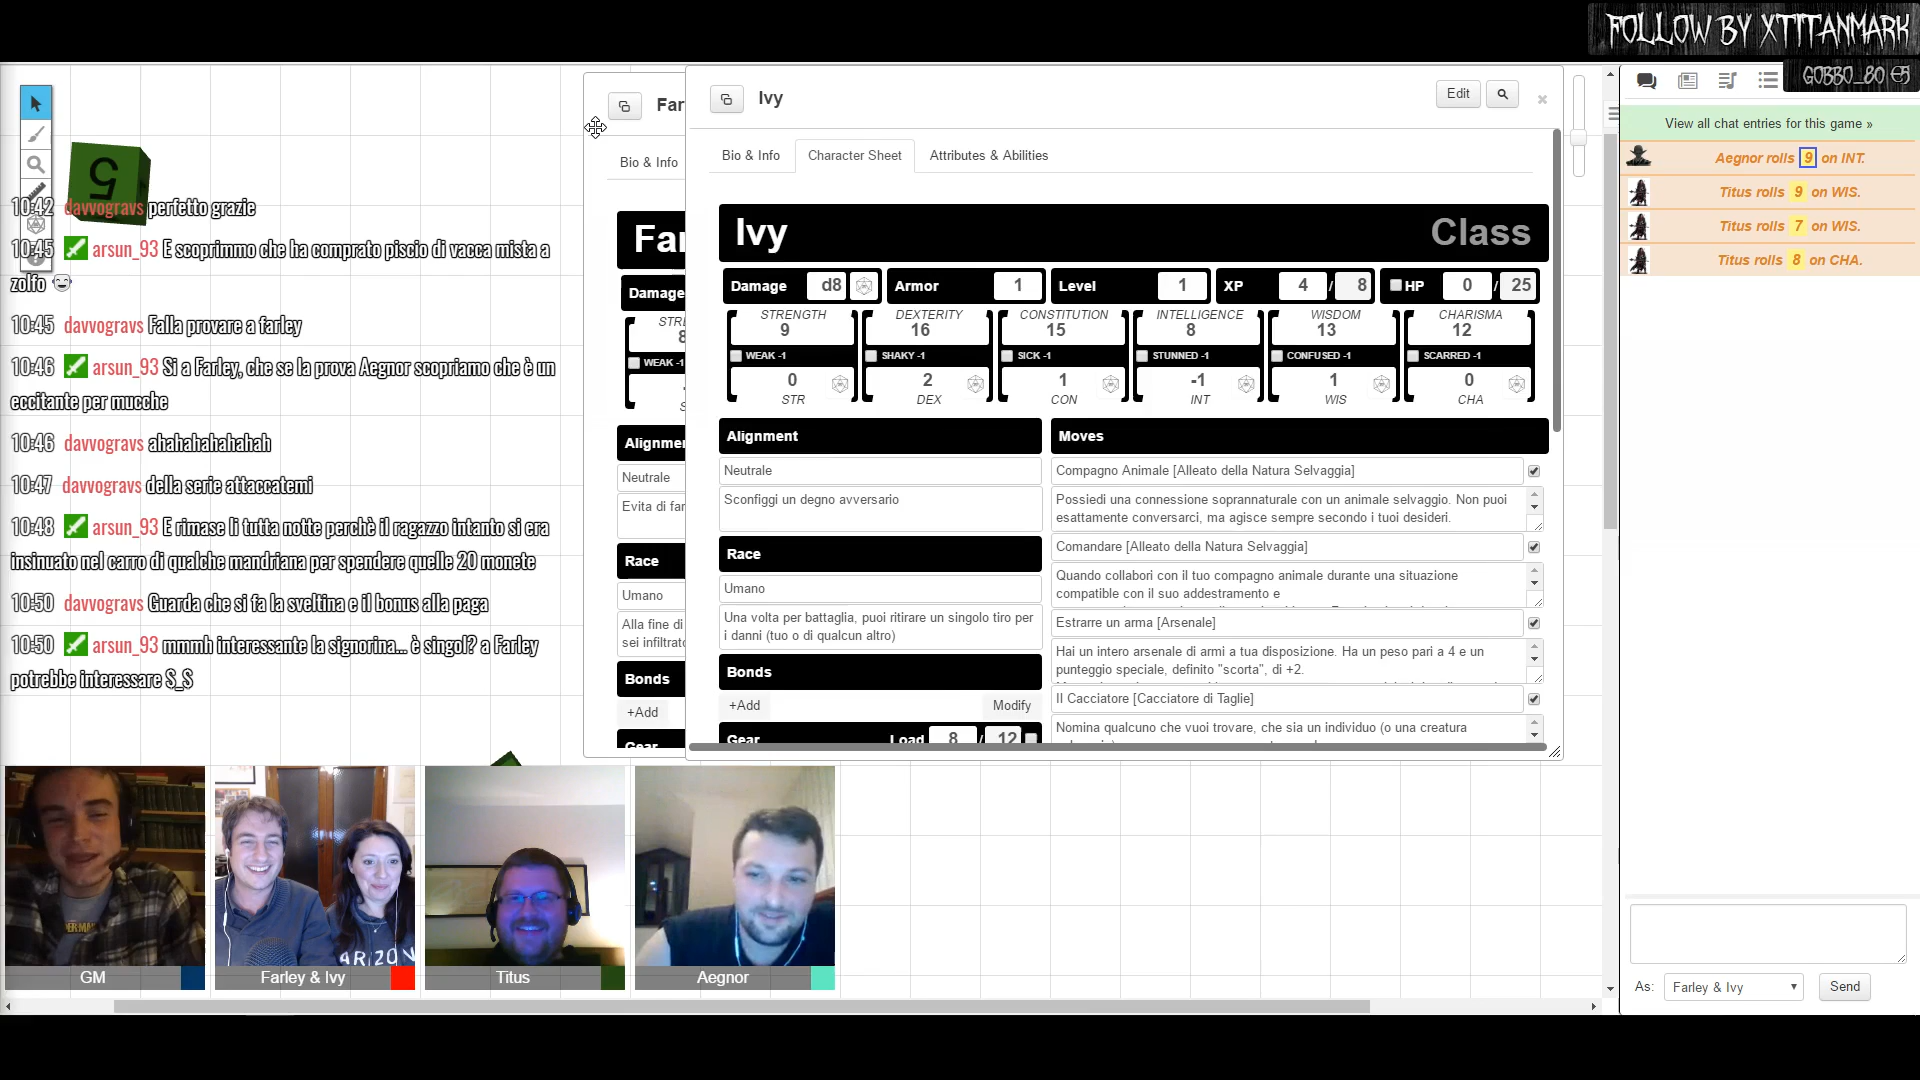 FOLLOW BY XTITANMARK
GOBBO_80
5
10:42 davvogravs perfetto grazie
10:45 arsun_93 E scoprimmo che ha comprato piscio di vacca mista a
zolfo
10:45 davvogravs Falla provare a farley
10:46 arsun_93 Si a Farley, che se la prova Aegnor scopriamo che è un
eccitante per mucche
10:46 davvogravs ahahahahahahah
10:47 davvogravs della serie attaccatemi
10:48 arsun_93 E rimase li tutta notte perchè il ragazzo intanto si era
insinuato nel carro di qualche mandriana per spendere quelle 20 monete
10:50 davvogravs Guarda che si fa la sveltina e il bonus alla paga
10:50 arsun_93 mmmh interessante la signorina... è singol? a Farley
potrebbe interessare $_$
Far
Bio & Info
Far
Damage
WEAK -1
Neutrale
Evita di far
Race
Umano
Alla fine di
Bonds
+Add
Gear
Ivy
Edit
Bio & Info
Character Sheet
Attributes & Abilities
Ivy Class
Damage d8
Armor 1
Level 1
XP 4 / 8
HP 0 / 25
STRENGTH DEXTERITY CONSTITUTION INTELLIGENCE WISDOM CHARISMA
9 16 15 8 13 12
WEAK -1 SHAKY -1 SICK -1 STUNNED -1 CONFUSED -1 SCARRED -1
0 2 1 -1 1 0
STR DEX CON INT WIS CHA
Alignment
Neutrale
Sconfiggi un degno avversario
Race
Umano
Una volta per battaglia, puoi ritirare un singolo tiro per
i danni (tuo o di qualcun altro)
Bonds
+Add Modify
Gear Load 8 / 12
Moves
Compagno Animale [Alleato della Natura Selvaggia]
Possiedi una connessione soprannaturale con un animale selvaggio. Non puoi
esattamente conversarci, ma agisce sempre secondo i tuoi desideri.
Comandare [Alleato della Natura Selvaggia]
Quando collabori con il tuo compagno animale durante una situazione
compatibile con il suo addestramento e
Estrarre un arma [Arsenale]
Hai un intero arsenale di armi a tua disposizione. Ha un peso pari a 4 e un
punteggio speciale, definito "scorta", di +2.
Il Cacciatore [Cacciatore di Taglie]
Nomina qualcuno che vuoi trovare, che sia un individuo (o una creatura
View all chat entries for this game »
Aegnor rolls 9 on INT.
Titus rolls 9 on WIS.
Titus rolls 7 on WIS.
Titus rolls 8 on CHA.
As: Farley & Ivy Send
GM
Farley & Ivy
Titus
Aegnor